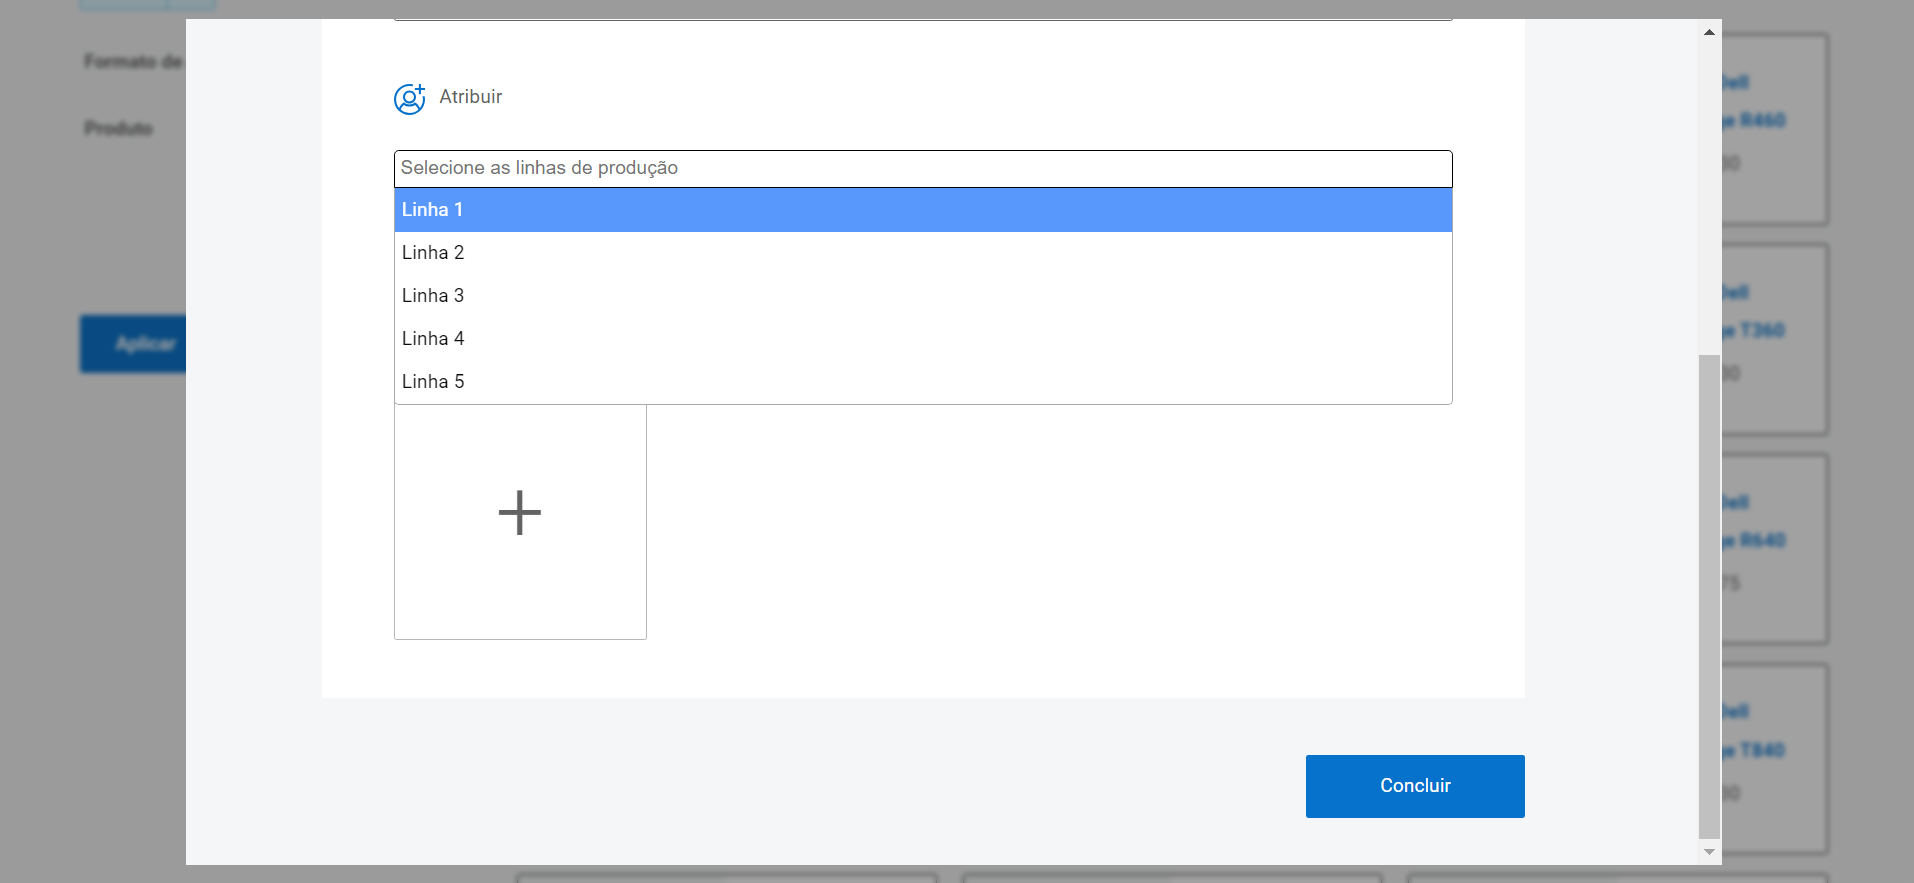 Formato de
Produto
Aplicar
Atribuir
Selecione as linhas de produção
Linha 1
Linha 2
Linha 3
Linha 4
Linha 5
Concluir
Dell
R460
30
Dell
T360
30
Dell
R640
75
Dell
T840
30